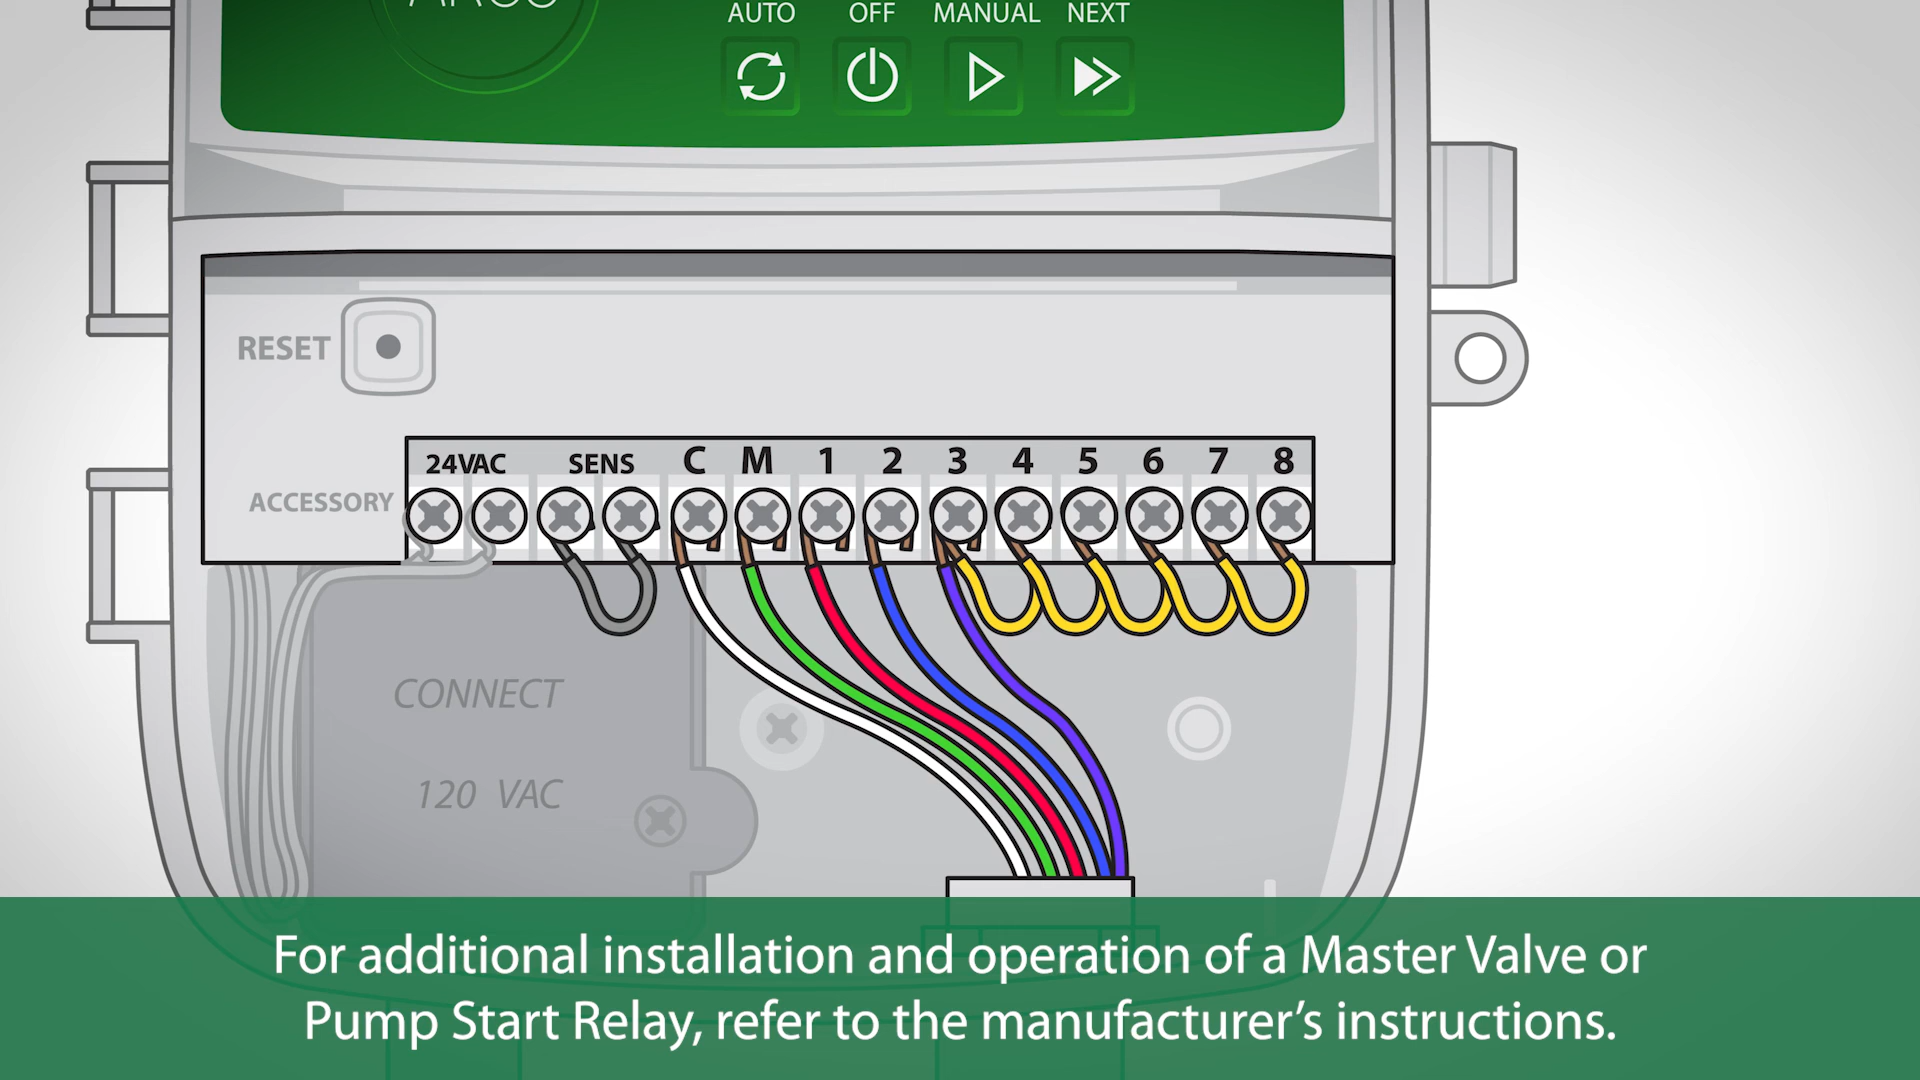 AUTO OFF MANUAL NEXT
RESET
24VAC SENS C M 1 2 3 4 5 6 7 8
ACCESSORY
CONNECT
120 VAC
For additional installation and operation of a Master Valve or
Pump Start Relay, refer to the manufacturer's instructions.